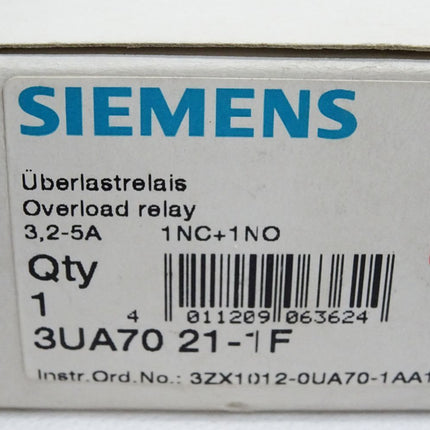 SIEMENS
Überlastrelais
Overload relay
3,2-5A 1NC+1NO
Qty
1
4 011209 063624
3UA70 21-1F
Instr.Ord.No.: 3ZX1012-0UA70-1AA1